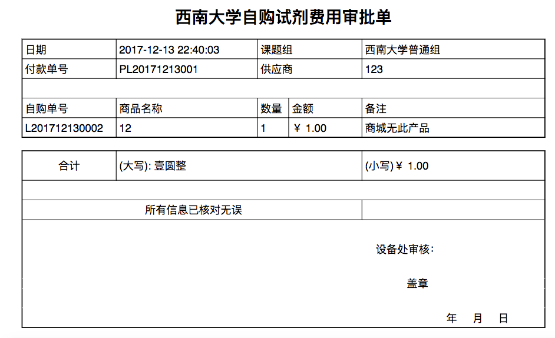 西南大学自购试剂费用审批单
日期 2017-12-13 22:40:03 课题组 西南大学普通组
付款单号 PL20171213001 供应商 123
自购单号 商品名称 数量 金额 备注
L201712130002 12 1 ¥ 1.00 商城无此产品
合计 (大写): 壹圆整 (小写)¥ 1.00
所有信息已核对无误
设备处审核：
盖章
年 月 日